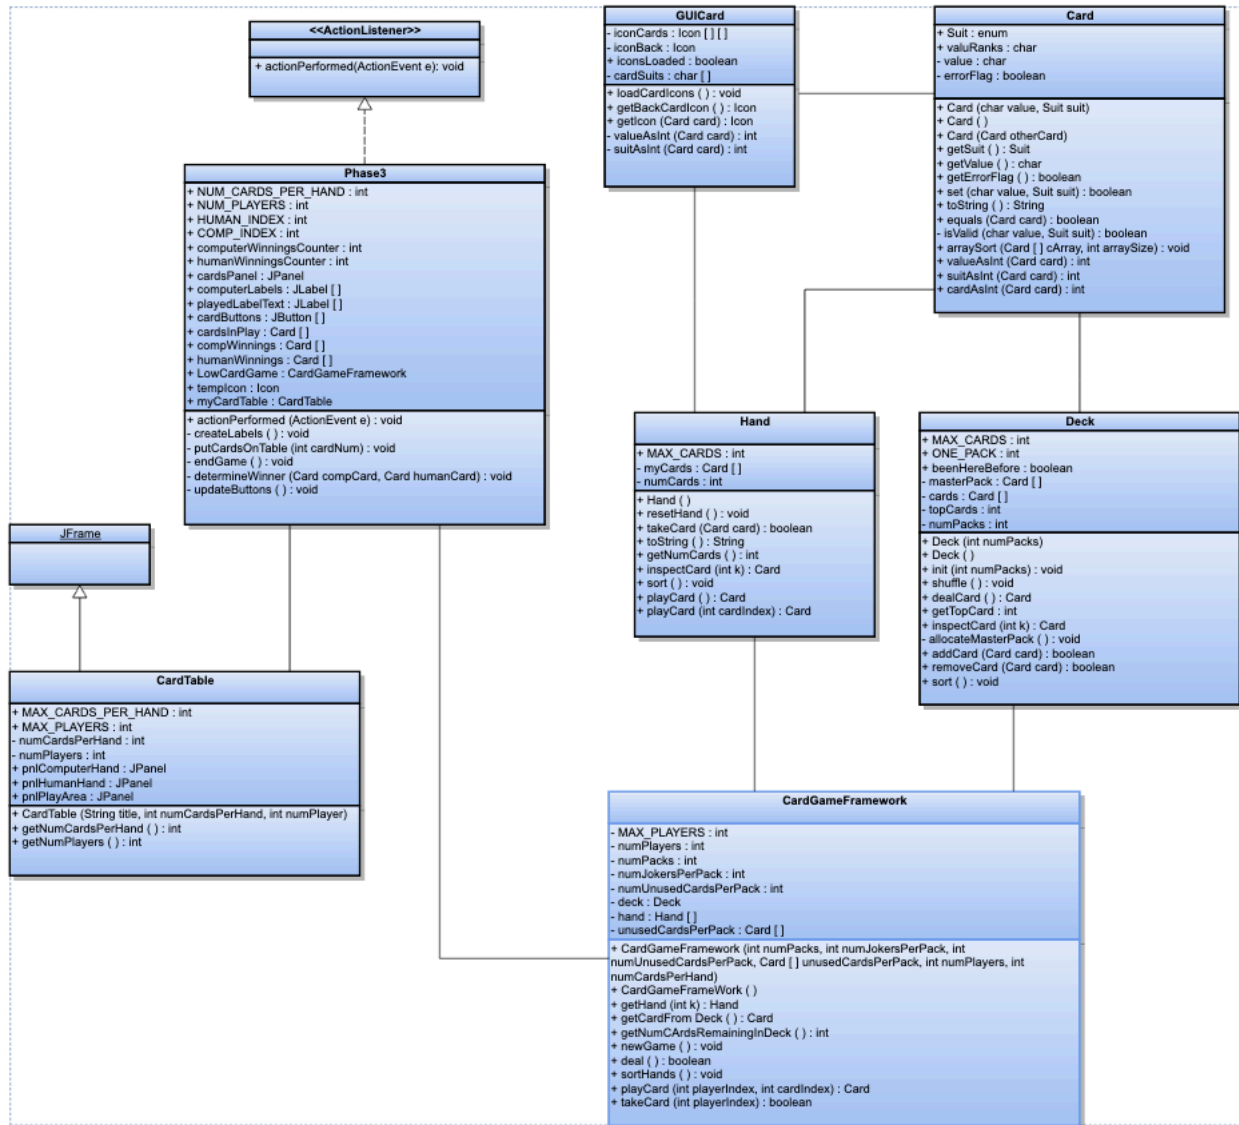 <<ActionListener>>
+ actionPerformed(ActionEvent e): void
Phase3
+ NUM_CARDS_PER_HAND : int
+ NUM_PLAYERS : int
+ HUMAN_INDEX : int
+ COMP_INDEX : int
+ computerWinningsCounter : int
+ humanWinningsCounter : int
+ cardsPanel : JPanel
+ computerLabels : JLabel [ ]
+ playedLabelText : JLabel [ ]
+ cardButtons : JButton [ ]
+ cardsInPlay : Card [ ]
+ compWinnings : Card [ ]
+ humanWinnings : Card [ ]
+ LowCardGame : CardGameFramework
+ tempIcon : Icon
+ myCardTable : CardTable
+ actionPerformed (ActionEvent e) : void
- createLabels ( ) : void
- putCardsOnTable (int cardNum) : void
- endGame ( ) : void
- determineWinner (Card compCard, Card humanCard) : void
- updateButtons ( ) : void
JFrame
CardTable
+ MAX_CARDS_PER_HAND : int
+ MAX_PLAYERS : int
- numCardsPerHand : int
- numPlayers : int
+ pnlComputerHand : JPanel
+ pnlHumanHand : JPanel
+ pnlPlayArea : JPanel
+ CardTable (String title, int numCardsPerHand, int numPlayer)
+ getNumCardsPerHand ( ) : int
+ getNumPlayers ( ) : int
GUICard
- iconCards : Icon [ ] [ ]
- iconBack : Icon
+ iconsLoaded : boolean
- cardSuits : char [ ]
+ loadCardIcons ( ) : void
+ getBackCardIcon ( ) : Icon
+ getIcon (Card card) : Icon
- valueAsInt (Card card) : int
- suitAsInt (Card card) : int
Card
+ Suit : enum
+ valuRanks : char
- value : char
- errorFlag : boolean
+ Card (char value, Suit suit)
+ Card ( )
+ Card (Card otherCard)
+ getSuit ( ) : Suit
+ getValue ( ) : char
+ getErrorFlag ( ) : boolean
+ set (char value, Suit suit) : boolean
+ toString ( ) : String
+ equals (Card card) : boolean
- isValid (char value, Suit suit) : boolean
+ arraySort (Card [ ] cArray, int arraySize) : void
+ valueAsInt (Card card) : int
+ suitAsInt (Card card) : int
+ cardAsInt (Card card) : int
Hand
+ MAX_CARDS : int
- myCards : Card [ ]
- numCards : int
+ Hand ( )
+ resetHand ( ) : void
+ takeCard (Card card) : boolean
+ toString ( ) : String
+ getNumCards ( ) : int
+ inspectCard (int k) : Card
+ sort ( ) : void
+ playCard ( ) : Card
+ playCard (int cardIndex) : Card
Deck
+ MAX_CARDS : int
+ ONE_PACK : int
+ beenHereBefore : boolean
- masterPack : Card [ ]
- cards : Card [ ]
- topCards : int
- numPacks : int
+ Deck (int numPacks)
+ Deck ( )
+ init (int numPacks) : void
+ shuffle ( ) : void
+ dealCard ( ) : Card
+ getTopCard : int
+ inspectCard (int k) : Card
- allocateMasterPack ( ) : void
+ addCard (Card card) : boolean
+ removeCard (Card card) : boolean
+ sort ( ) : void
CardGameFramework
- MAX_PLAYERS : int
- numPlayers : int
- numPacks : int
- numJokersPerPack : int
- numUnusedCardsPerPack : int
- deck : Deck
- hand : Hand [ ]
- unusedCardsPerPack : Card [ ]
+ CardGameFramework (int numPacks, int numJokersPerPack, int
numUnusedCardsPerPack, Card [ ] unusedCardsPerPack, int numPlayers, int
numCardsPerHand)
+ CardGameFrameWork ( )
+ getHand (int k) : Hand
+ getCardFrom Deck ( ) : Card
+ getNumCArdsRemainingInDeck ( ) : int
+ newGame ( ) : void
+ deal ( ) : boolean
+ sortHands ( ) : void
+ playCard (int playerIndex, int cardIndex) : Card
+ takeCard (int playerIndex) : boolean